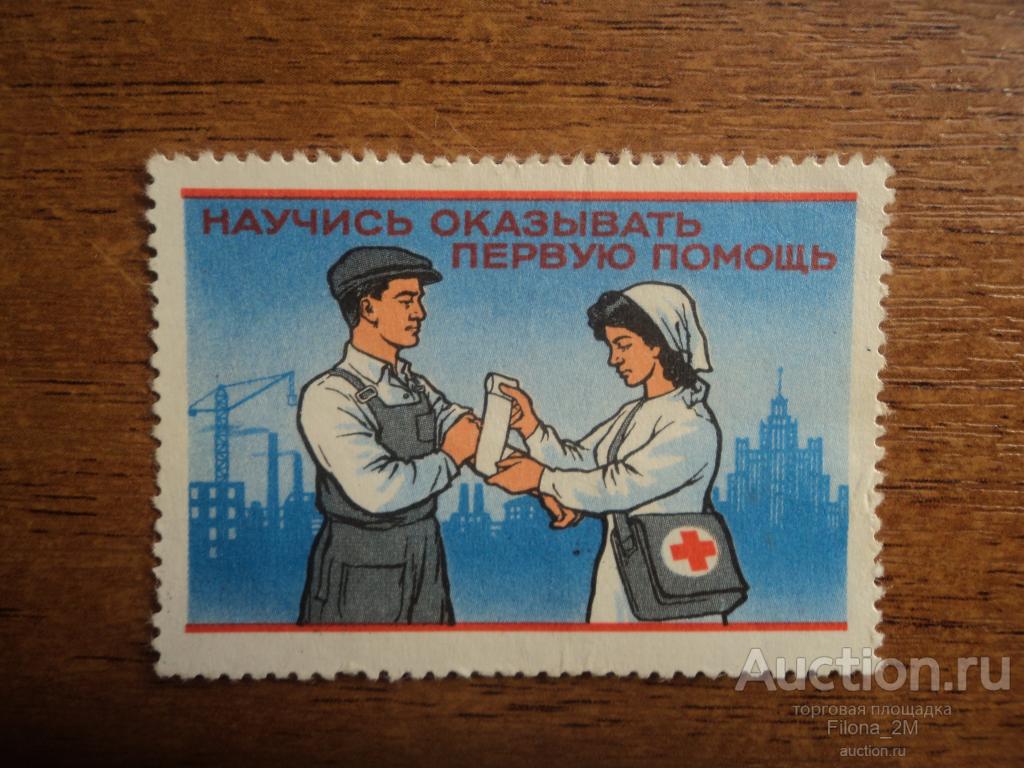 НАУЧИСЬ ОКАЗЫВАТЬ
ПЕРВУЮ ПОМОЩЬ
Auction.ru
торговая площадка
Filona_2M
auction.ru